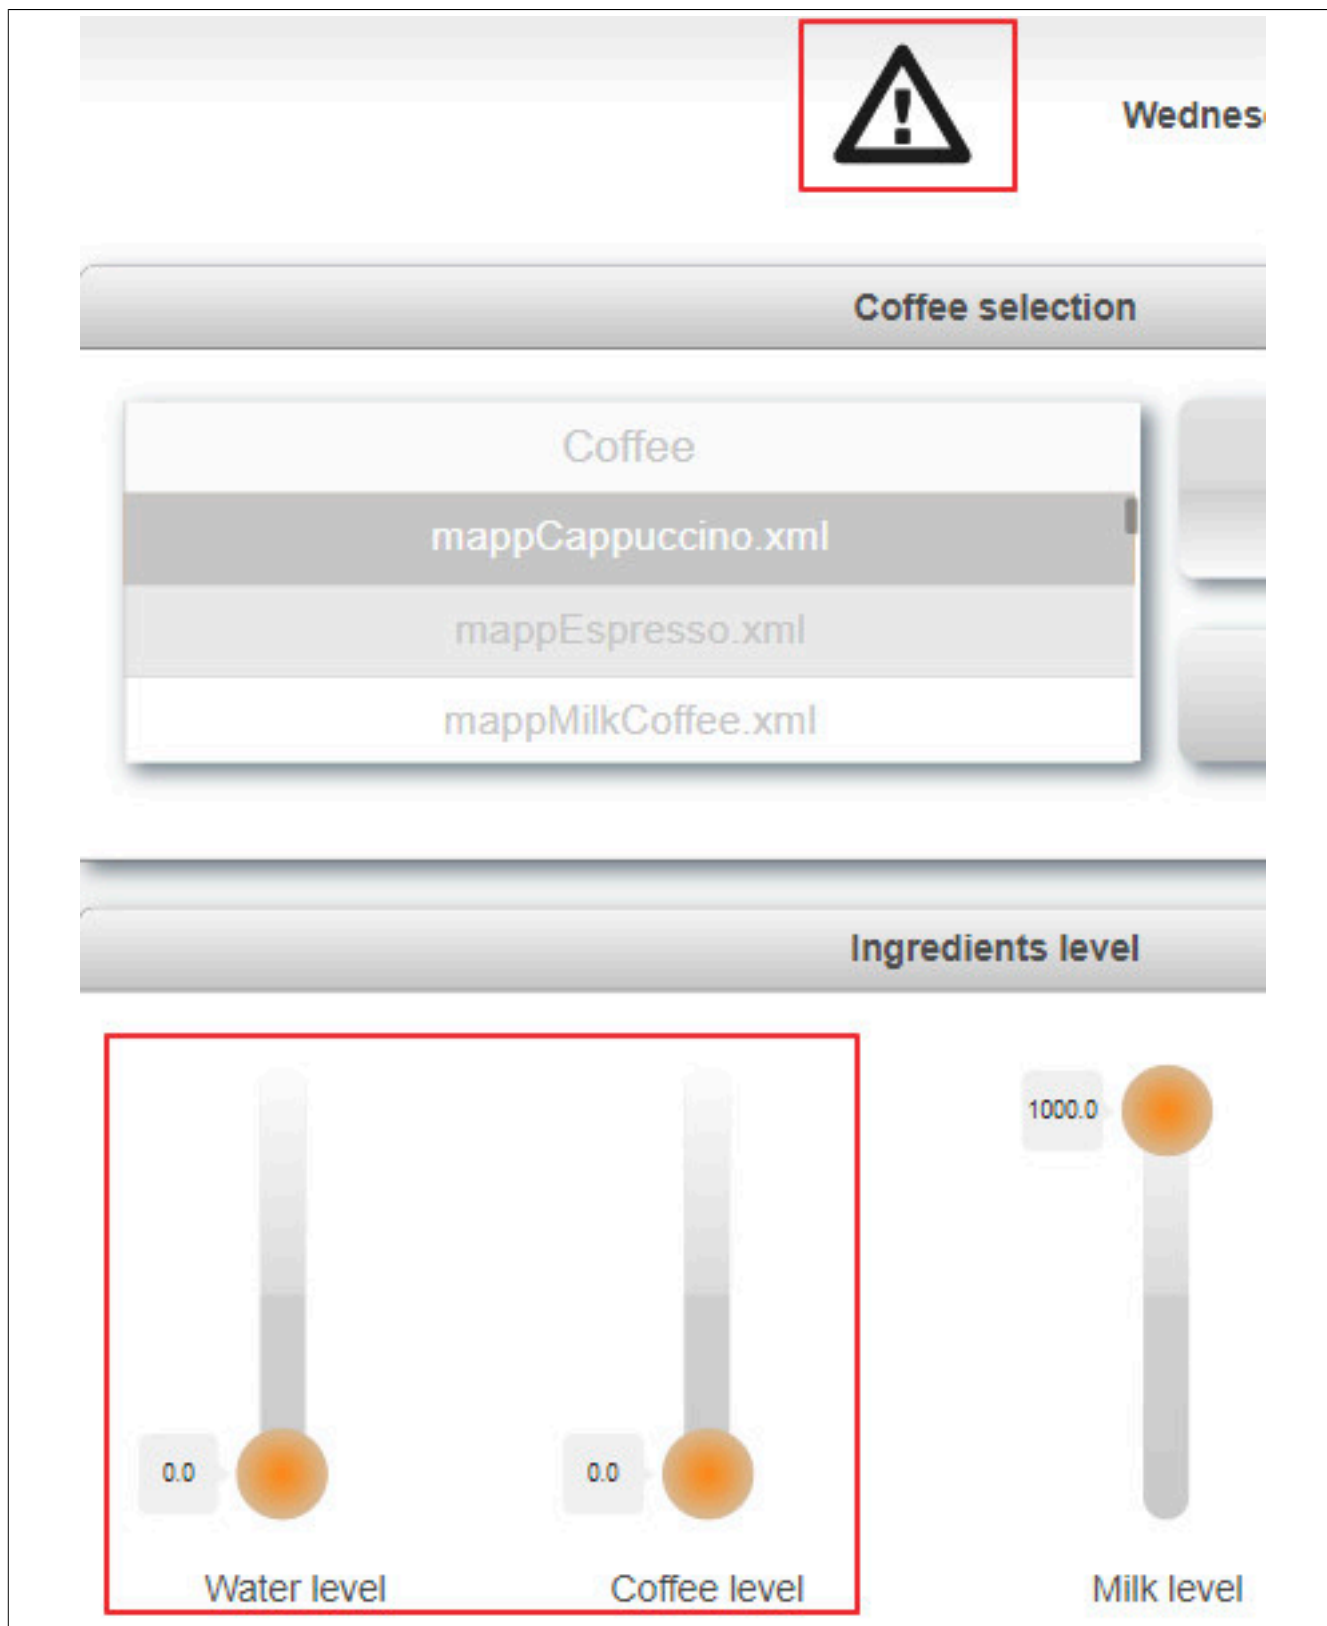 Wednes
Coffee selection
Coffee
mappCappuccino.xml
mappEspresso.xml
mappMilkCoffee.xml
Ingredients level
1000.0
0.0
0.0
Water level
Coffee level
Milk level